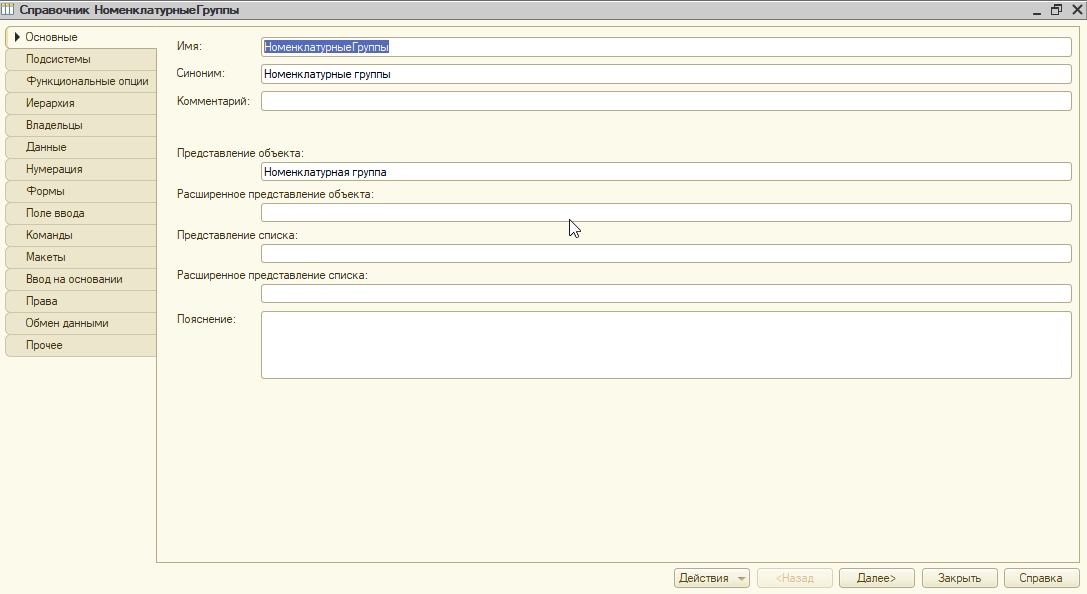 Справочник НоменклатурныеГруппы
Основные
Подсистемы
Функциональные опции
Иерархия
Владельцы
Данные
Нумерация
Формы
Поле ввода
Команды
Макеты
Ввод на основании
Права
Обмен данными
Прочее
Имя: НоменклатурныеГруппы
Синоним: Номенклатурные группы
Комментарий:
Представление объекта:
Номенклатурная группа
Расширенное представление объекта:
Представление списка:
Расширенное представление списка:
Пояснение:
Действия <Назад Далее> Закрыть Справка